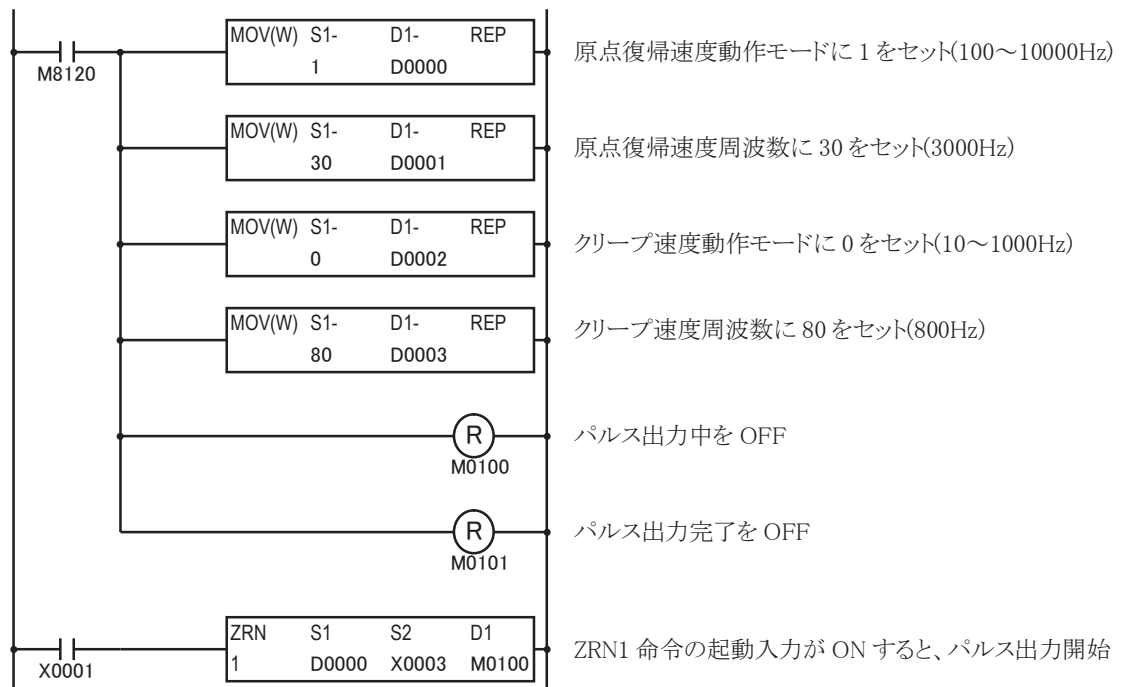 MOV(W) S1- D1- REP
1 D0000
原点復帰速度動作モードに 1 をセット(100～10000Hz)
M8120
MOV(W) S1- D1- REP
30 D0001
原点復帰速度周波数に 30 をセット(3000Hz)
MOV(W) S1- D1- REP
0 D0002
クリープ速度動作モードに 0 をセット(10～1000Hz)
MOV(W) S1- D1- REP
80 D0003
クリープ速度周波数に 80 をセット(800Hz)
R
M0100
パルス出力中を OFF
R
M0101
パルス出力完了を OFF
ZRN S1 S2 D1
1 D0000 X0003 M0100
ZRN1 命令の起動入力が ON すると、パルス出力開始
X0001